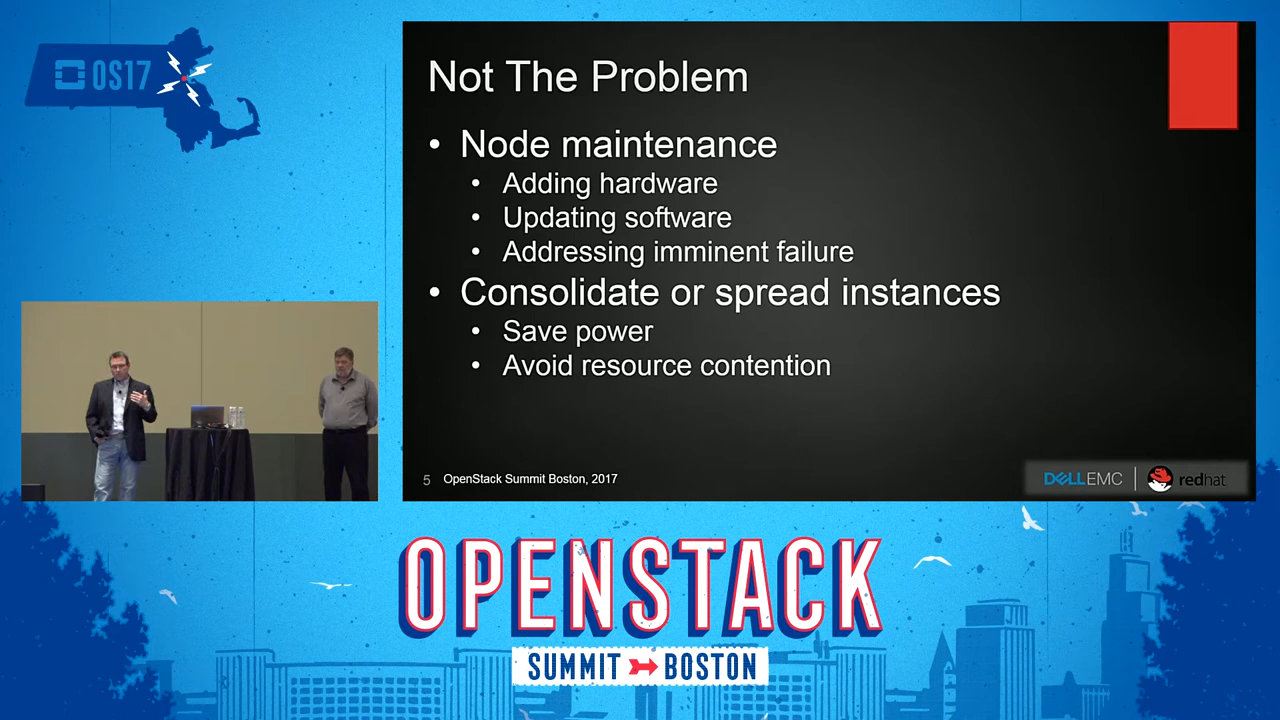 OS17
Not The Problem
• Node maintenance
• Adding hardware
• Updating software
• Addressing imminent failure
• Consolidate or spread instances
• Save power
• Avoid resource contention
5 OpenStack Summit Boston, 2017
DELLEMC
redhat
OPENSTACK
SUMMIT BOSTON